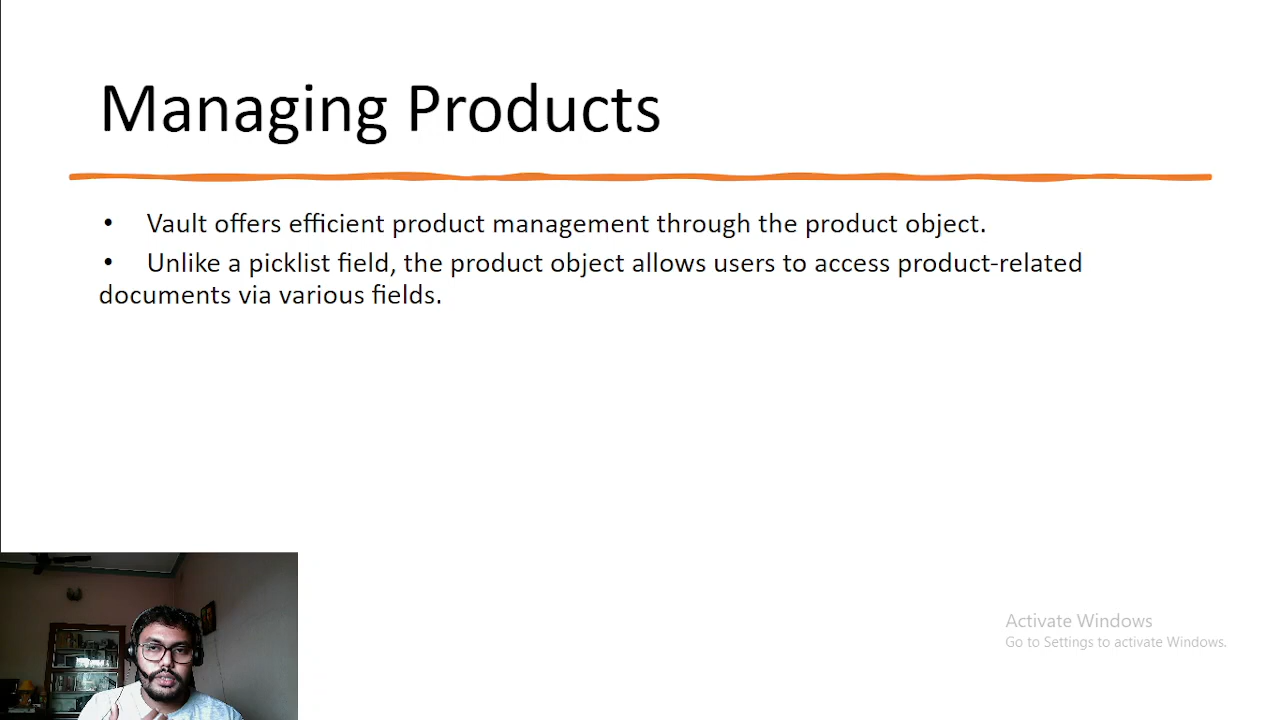 Managing Products
• Vault offers efficient product management through the product object.
• Unlike a picklist field, the product object allows users to access product-related
documents via various fields.
Activate Windows
Go to Settings to activate Windows.